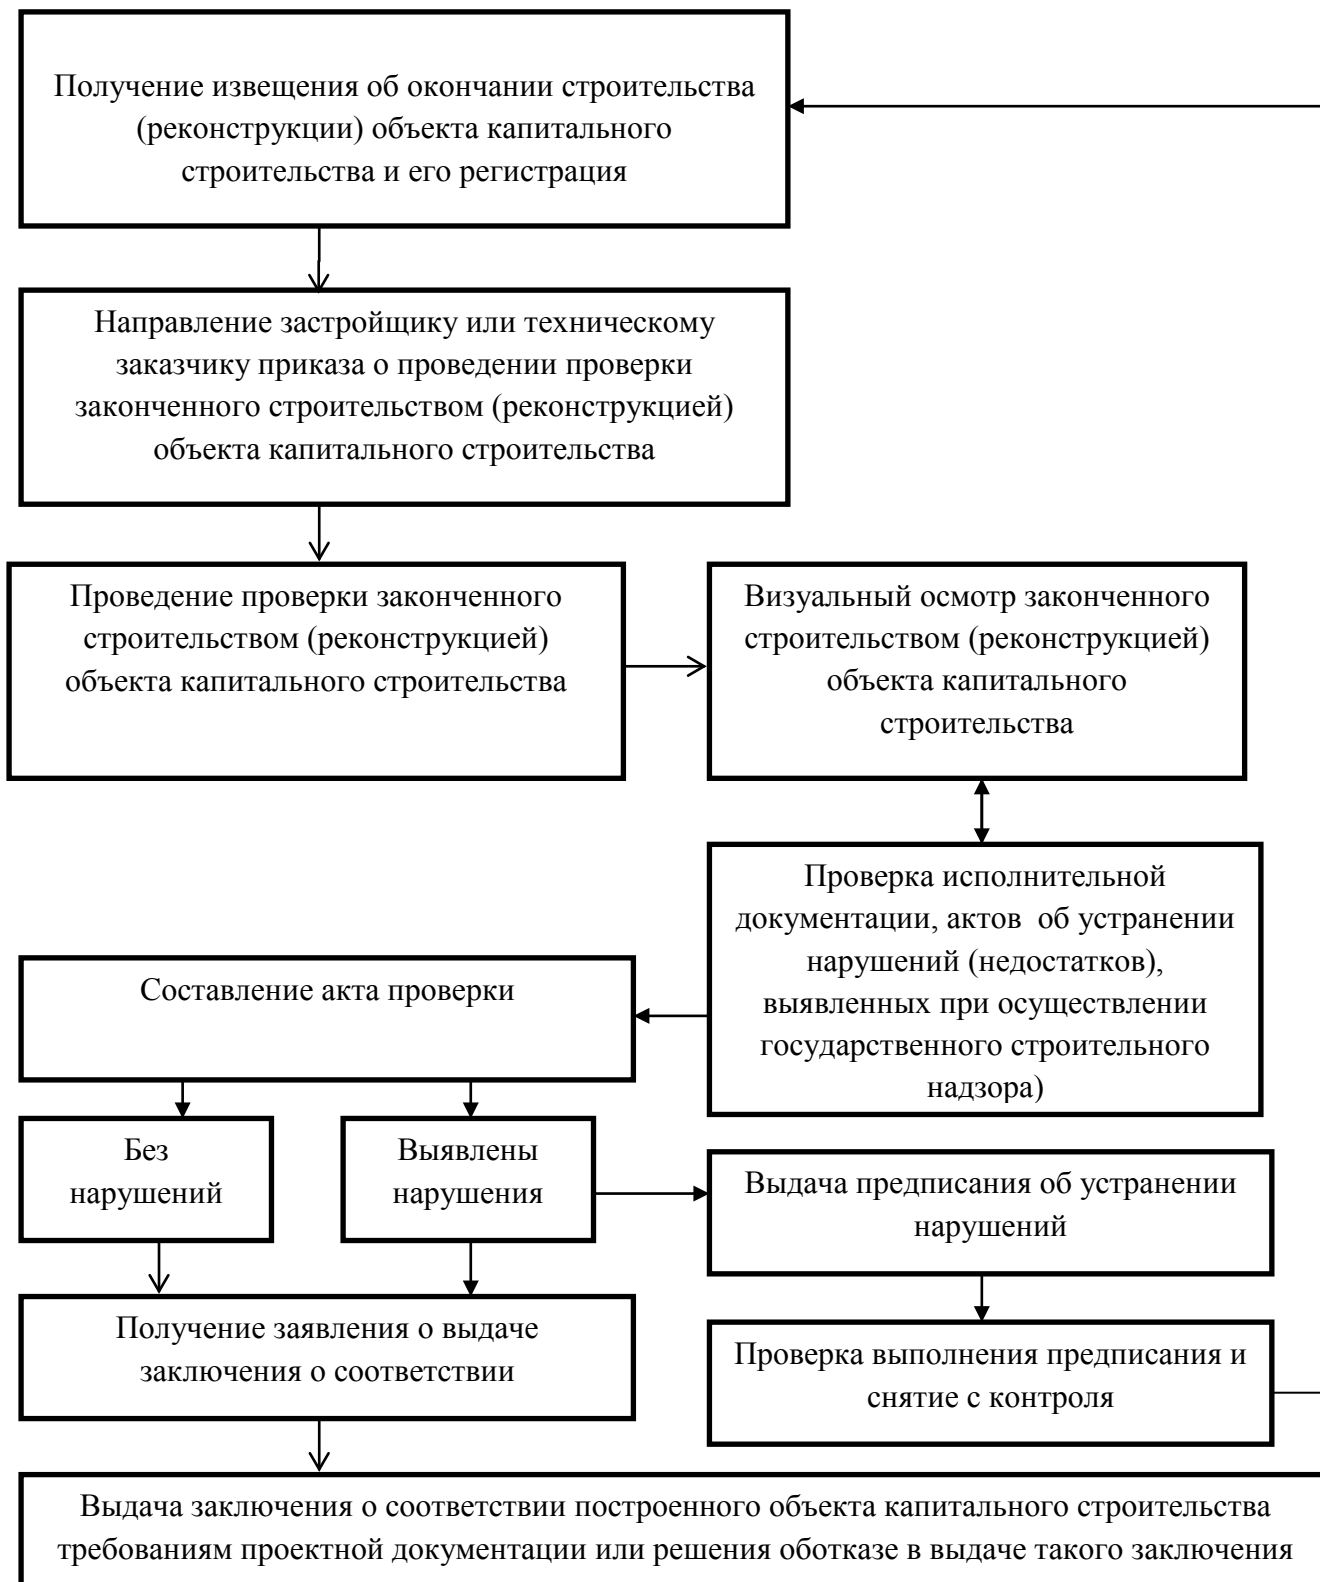 Получение извещения об окончании строительства
(реконструкции) объекта капитального
строительства и его регистрация
Направление застройщику или техническому
заказчику приказа о проведении проверки
законченного строительством (реконструкцией)
объекта капитального строительства
Проведение проверки законченного
строительством (реконструкцией)
объекта капитального строительства
Визуальный осмотр законченного
строительством (реконструкцией)
объекта капитального
строительства
Проверка исполнительной
документации, актов  об устранении
нарушений (недостатков),
выявленных при осуществлении
государственного строительного
надзора)
Составление акта проверки
Без
нарушений
Выявлены
нарушения
Выдача предписания об устранении
нарушений
Получение заявления о выдаче
заключения о соответствии
Проверка выполнения предписания и
снятие с контроля
Выдача заключения о соответствии построенного объекта капитального строительства
требованиям проектной документации или решения оботказе в выдаче такого заключения